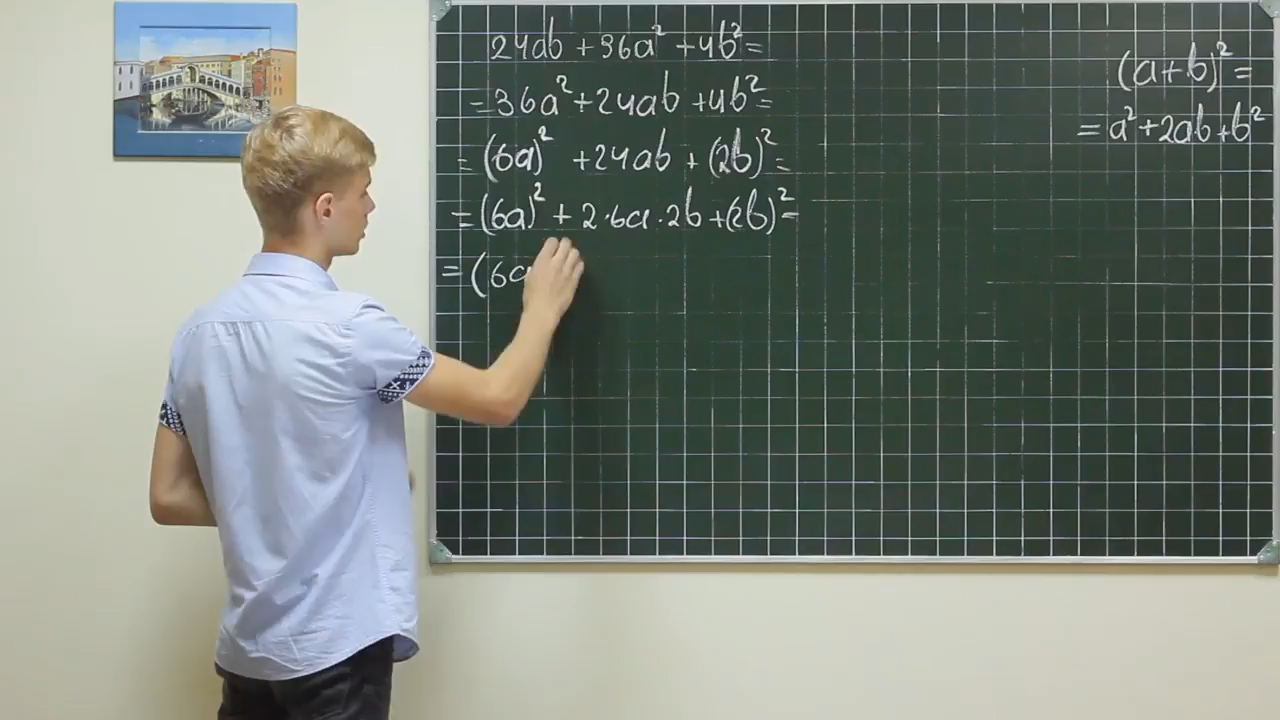 24ab + 36a² + 4b² =
= 36a² + 24ab + 4b² =
= (6a)² + 24ab + (2b)² =
= (6a)² + 2·6a·2b + (2b)² =
= (6a
(a+b)² =
= a² + 2ab + b²